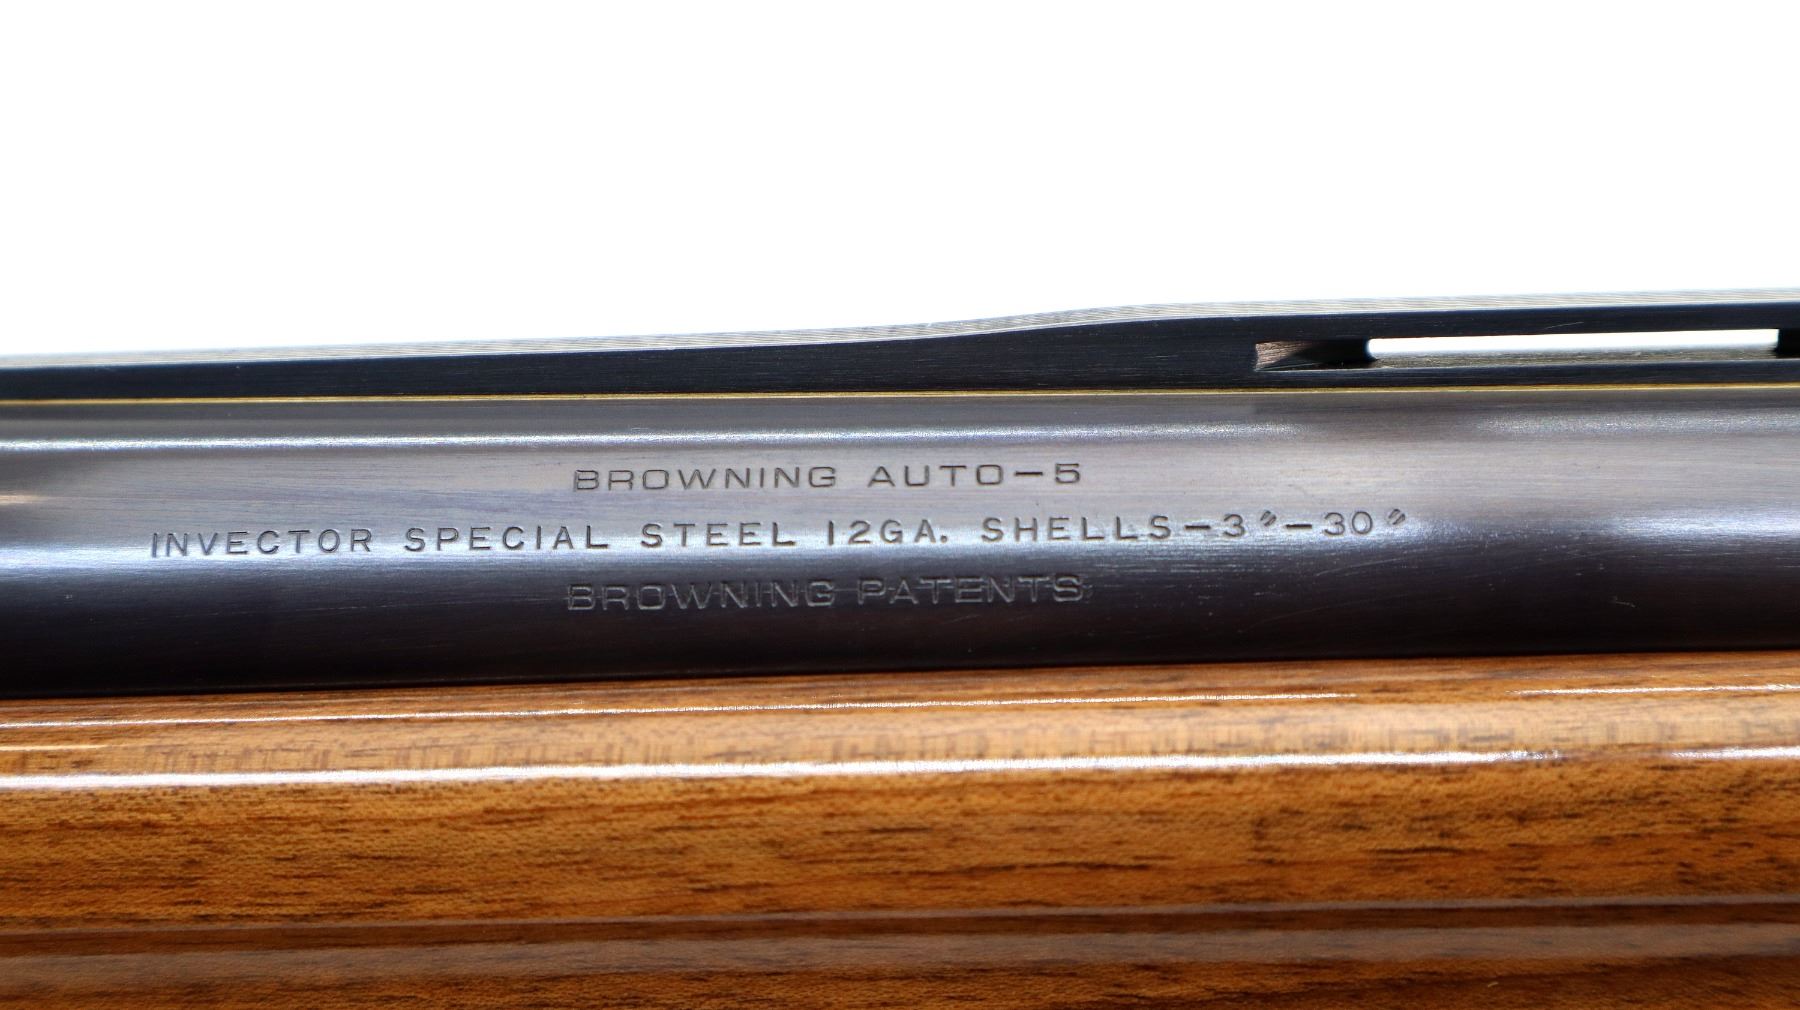 BROWNING AUTO-5
INVECTOR SPECIAL STEEL 12GA. SHELLS-3"-30"
BROWNING PATENTS